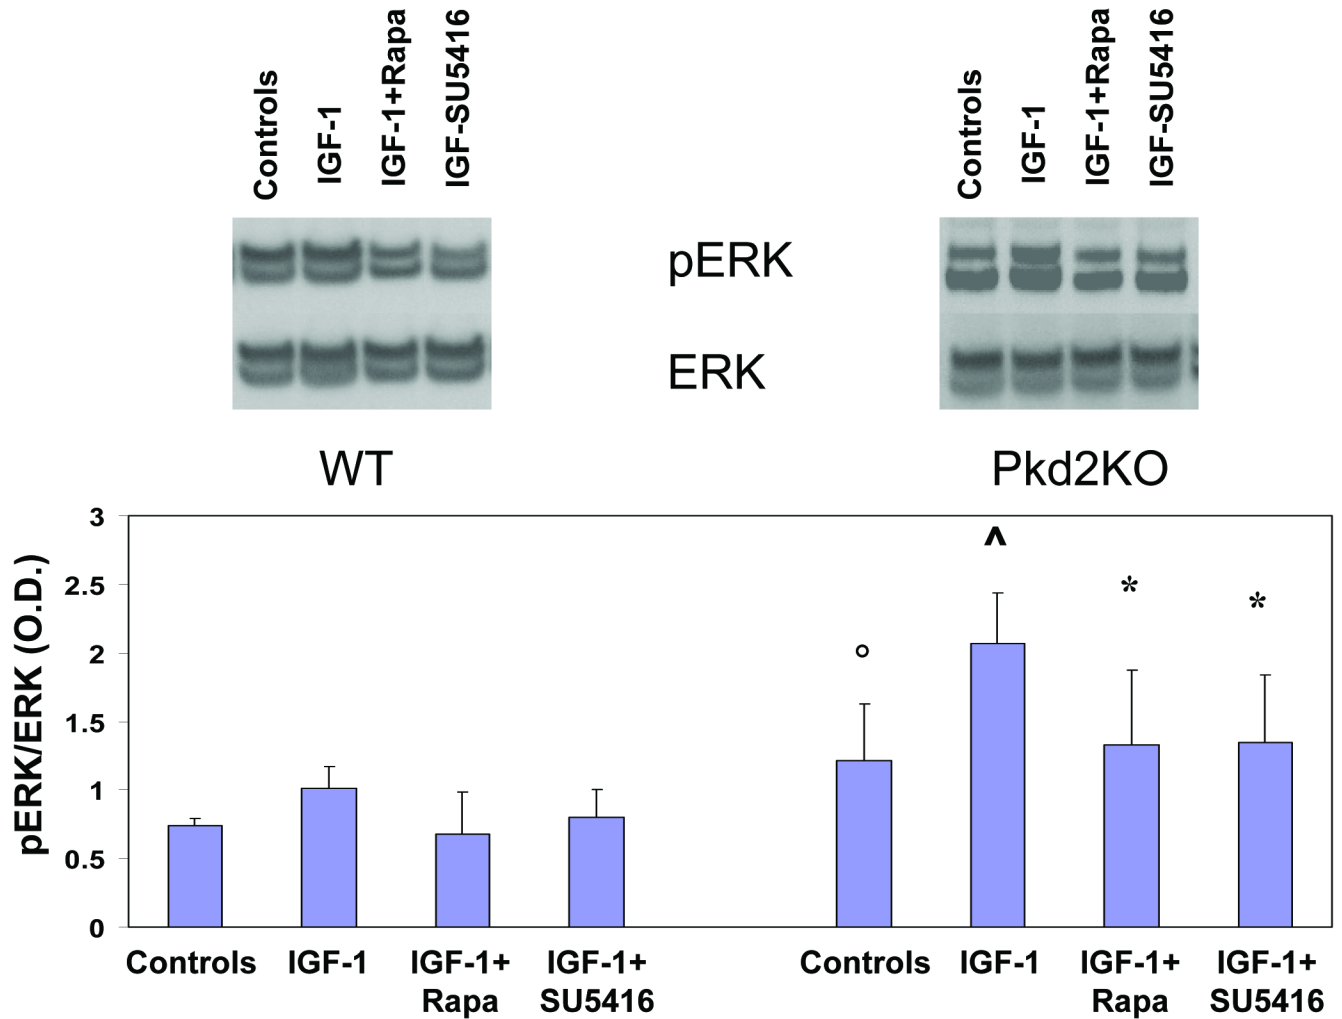 Controls
IGF-1
IGF-1+Rapa
IGF-SU5416
Controls
IGF-1
IGF-1+Rapa
IGF-SU5416
pERK
ERK
WT
Pkd2KO
pERK/ERK (O.D.)
3
2.5
2
1.5
1
0.5
0
^
*
*
°
Controls
IGF-1
IGF-1+
Rapa
IGF-1+
SU5416
Controls
IGF-1
IGF-1+
Rapa
IGF-1+
SU5416